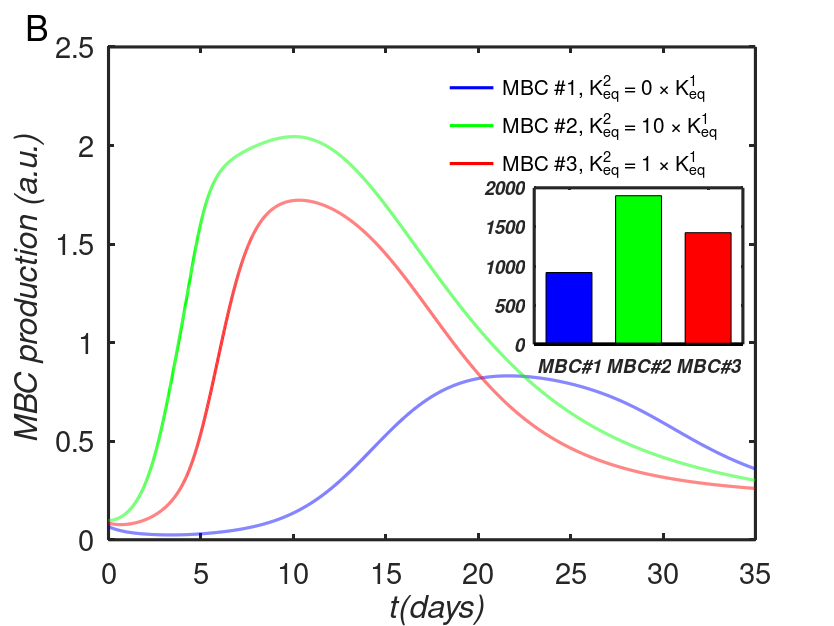 B
MBC production (a.u.)
2.5
2
1.5
1
0.5
0
MBC #1, K²eq = 0 × K¹eq
MBC #2, K²eq = 10 × K¹eq
MBC #3, K²eq = 1 × K¹eq
2000
1500
1000
500
0
MBC#1 MBC#2 MBC#3
0 5 10 15 20 25 30 35
t(days)